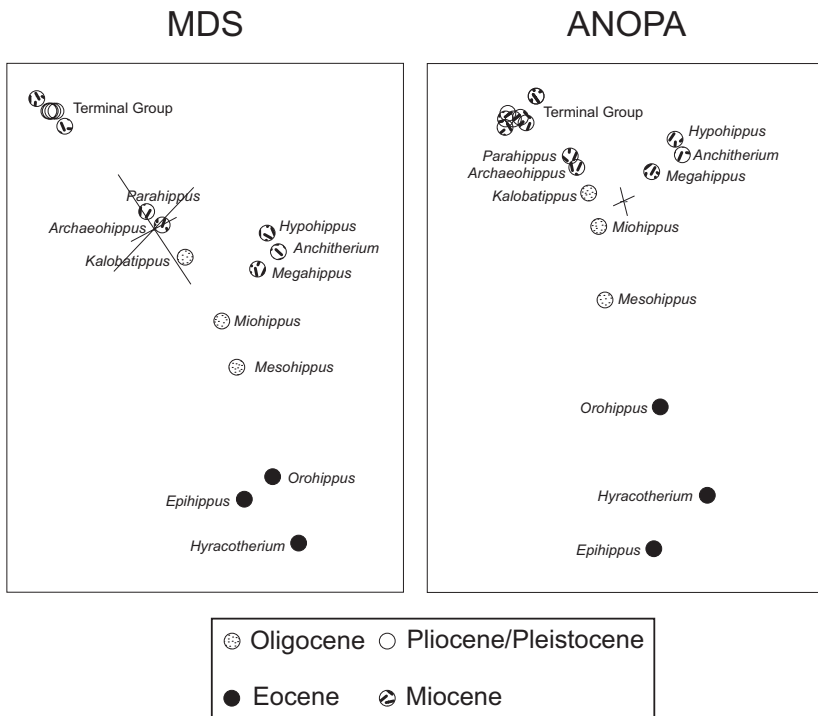 MDS
Terminal Group
Parahippus
Archaeohippus
Kalobatippus
Hypohippus
Anchitherium
Megahippus
Miohippus
Mesohippus
Orohippus
Epihippus
Hyracotherium
ANOPA
Terminal Group
Hypohippus
Parahippus
Anchitherium
Archaeohippus
Megahippus
Kalobatippus
Miohippus
Mesohippus
Orohippus
Hyracotherium
Epihippus
Oligocene
Pliocene/Pleistocene
Eocene
Miocene